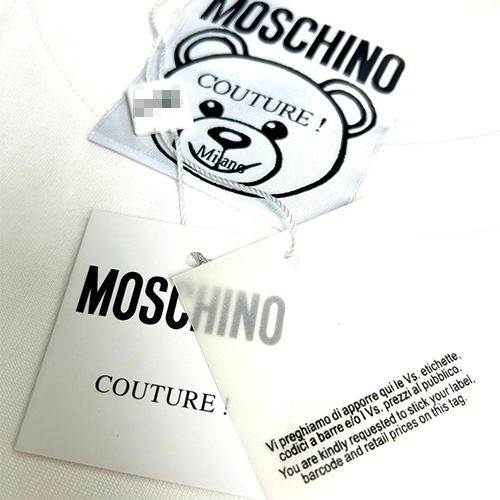 MOSCHINO
COUTURE !
Milano
MOSCHINO
COUTURE !
Vi preghiamo di apporre qui le Vs. etichette,
codici a barre e/o i Vs. prezzi al pubblico.
You are kindly requested to stick your label,
barcode and retail prices on this tag.